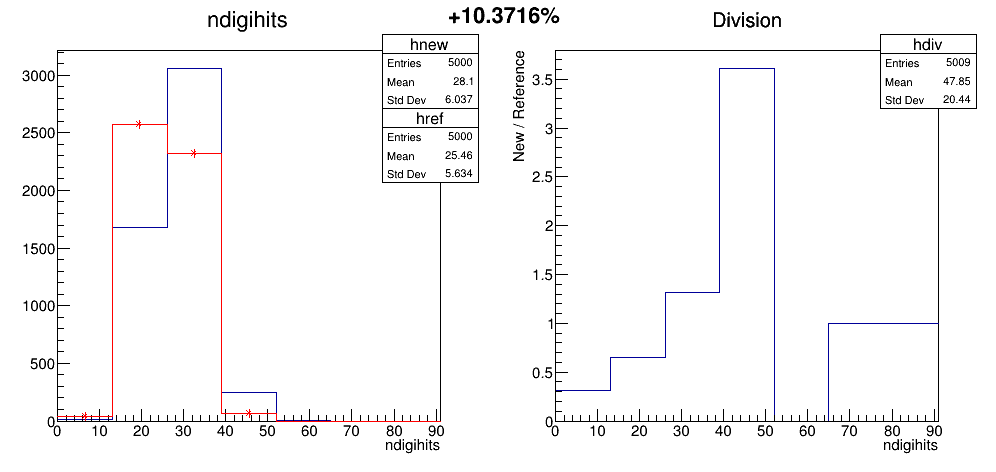 +10.3716%
ndigihits
hnew
Entries 5000
Mean 28.1
Std Dev 6.037
href
Entries 5000
Mean 25.46
Std Dev 5.634
3000
2500
2000
1500
1000
500
0
0 10 20 30 40 50 60 70 80 90
ndigihits
Division
hdiv
Entries 5009
Mean 47.85
Std Dev 20.44
New / Reference
3.5
3
2.5
2
1.5
1
0.5
0
0 10 20 30 40 50 60 70 80 90
ndigihits